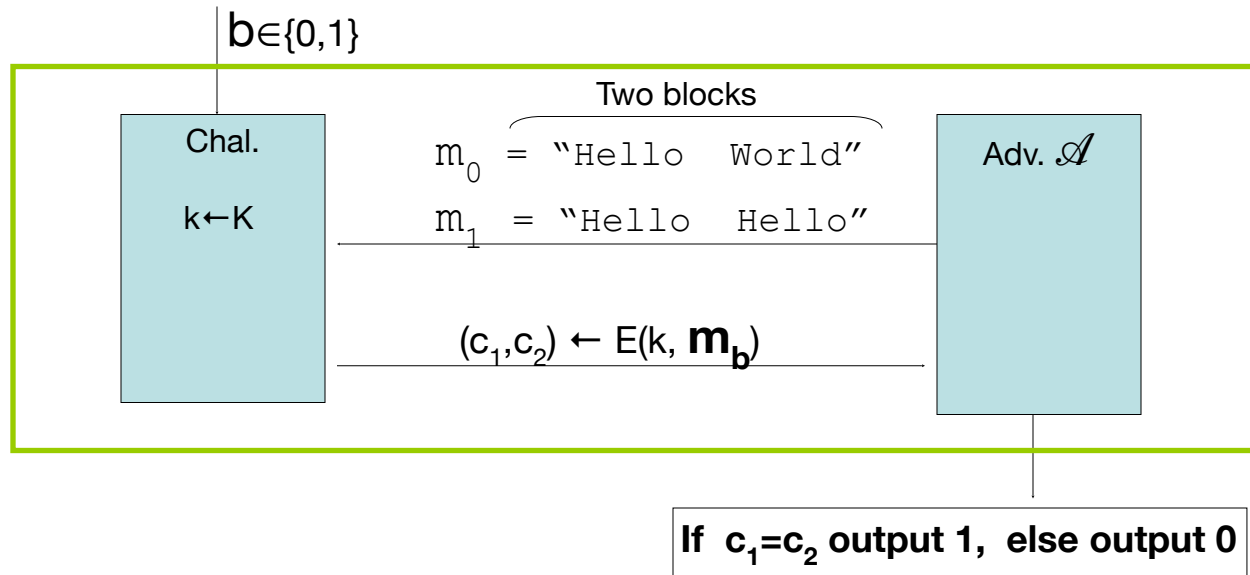 b∈{0,1}
Two blocks
Chal.
k←K
m₀ = “Hello World”
m₁ = “Hello Hello”
Adv. 𝒜
(c₁,c₂) ← E(k, m_b)
If c₁=c₂ output 1, else output 0